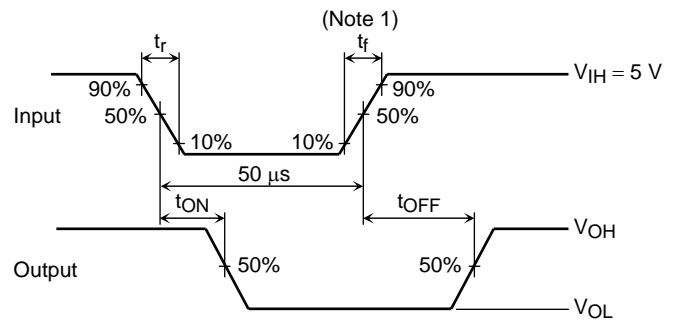 (Note 1)
tr tf
VIH = 5 V
90% 90%
Input 50% 50%
10% 10%
50 μs
tON tOFF
VOH
Output 50% 50%
VOL